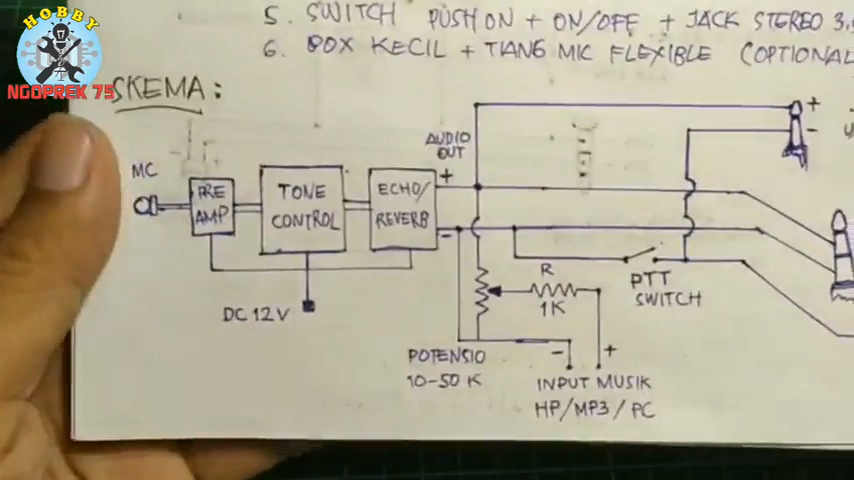 HOBBY
NGOPREK 75
5. SWITCH PUSH ON + ON/OFF + JACK STEREO 3,5
6. BOX KECIL + TIANG MIC FLEXIBLE (OPTIONAL
SKEMA :
MC
PRE
AMP
TONE
CONTROL
ECHO/
REVERB
AUDIO
OUT
+
-
+
-
DC 12V
R
1K
PTT
SWITCH
POTENSIO
10-50 K
-
+
INPUT MUSIK
HP/MP3/PC